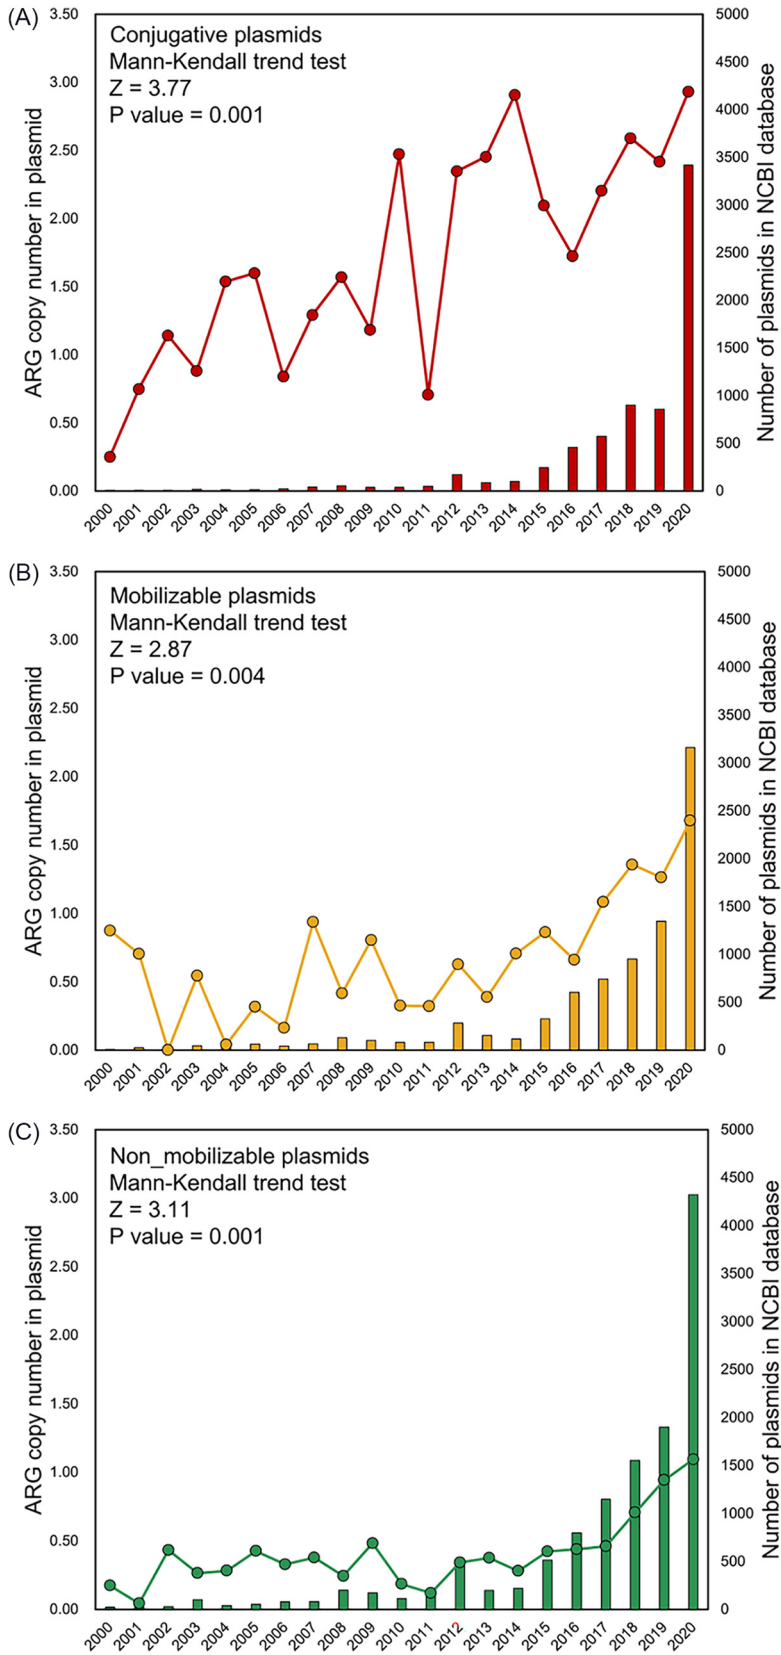 (A)
Conjugative plasmids
Mann-Kendall trend test
Z = 3.77
P value = 0.001
ARG copy number in plasmid
3.50
3.00
2.50
2.00
1.50
1.00
0.50
0.00
5000
4500
4000
3500
3000
2500
2000
1500
1000
500
0
Number of plasmids in NCBI database
2000 2001 2002 2003 2004 2005 2006 2007 2008 2009 2010 2011 2012 2013 2014 2015 2016 2017 2018 2019 2020
(B)
Mobilizable plasmids
Mann-Kendall trend test
Z = 2.87
P value = 0.004
ARG copy number in plasmid
3.50
3.00
2.50
2.00
1.50
1.00
0.50
0.00
5000
4500
4000
3500
3000
2500
2000
1500
1000
500
0
Number of plasmids in NCBI database
2000 2001 2002 2003 2004 2005 2006 2007 2008 2009 2010 2011 2012 2013 2014 2015 2016 2017 2018 2019 2020
(C)
Non_mobilizable plasmids
Mann-Kendall trend test
Z = 3.11
P value = 0.001
ARG copy number in plasmid
3.50
3.00
2.50
2.00
1.50
1.00
0.50
0.00
5000
4500
4000
3500
3000
2500
2000
1500
1000
500
0
Number of plasmids in NCBI database
2000 2001 2002 2003 2004 2005 2006 2007 2008 2009 2010 2011 2012 2013 2014 2015 2016 2017 2018 2019 2020